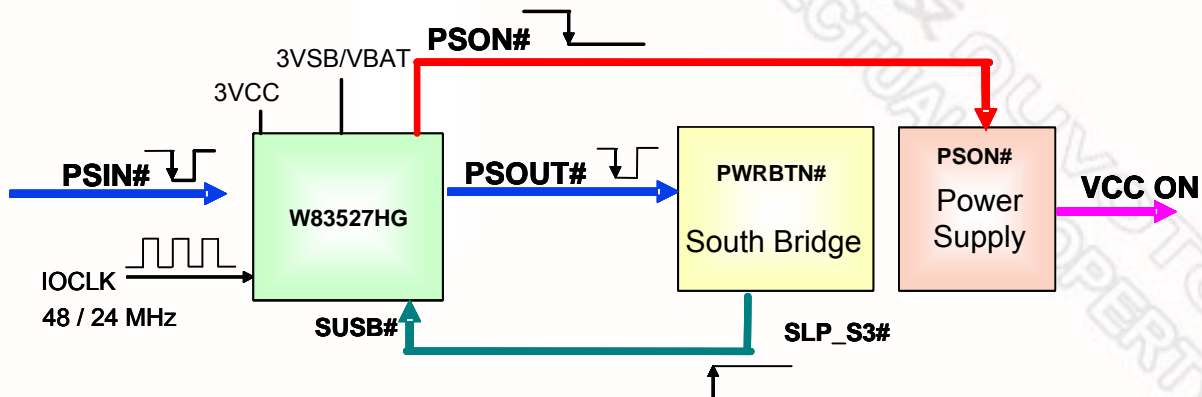 PSON#
3VSB/VBAT
3VCC
PSIN#
PSOUT#
W83527HG
PWRBTN#
South Bridge
PSON#
Power
Supply
VCC ON
IOCLK
48 / 24 MHz
SUSB#
SLP_S3#